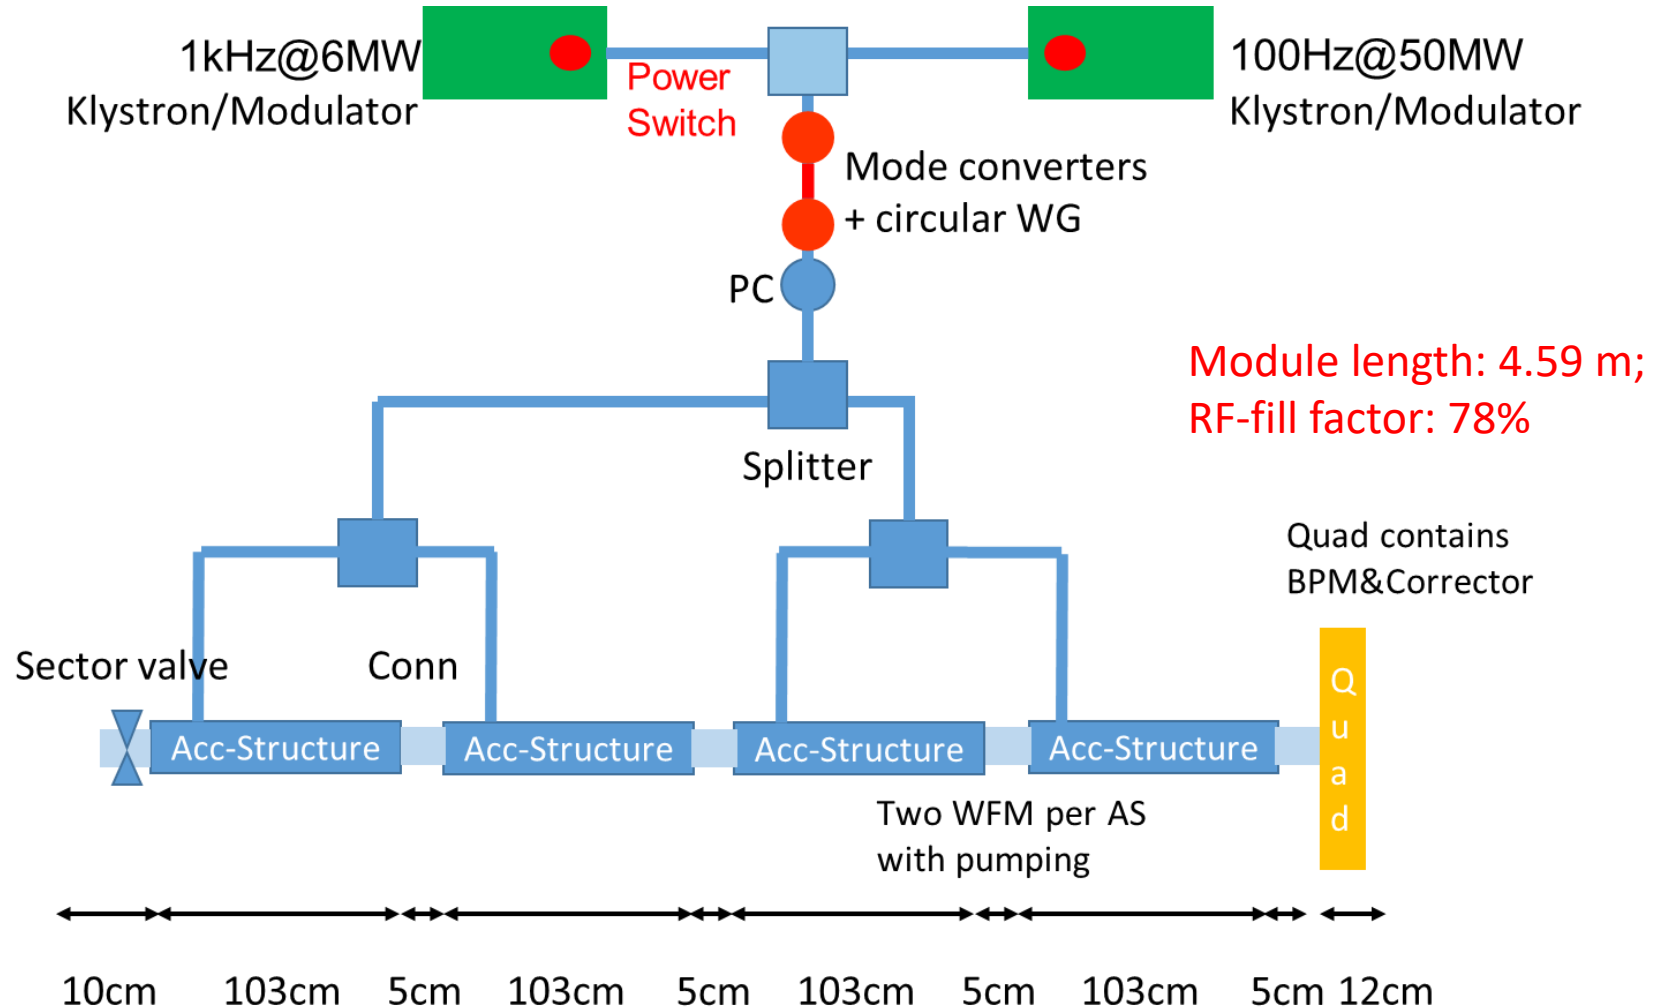 1kHz@6MW
Klystron/Modulator
Power
Switch
100Hz@50MW
Klystron/Modulator
Mode converters
+ circular WG
PC
Module length: 4.59 m;
RF-fill factor: 78%
Splitter
Quad contains
BPM&Corrector
Sector valve
Conn
Quad
Acc-Structure
Acc-Structure
Acc-Structure
Acc-Structure
Two WFM per AS
with pumping
10cm 103cm 5cm 103cm 5cm 103cm 5cm 103cm 5cm 12cm